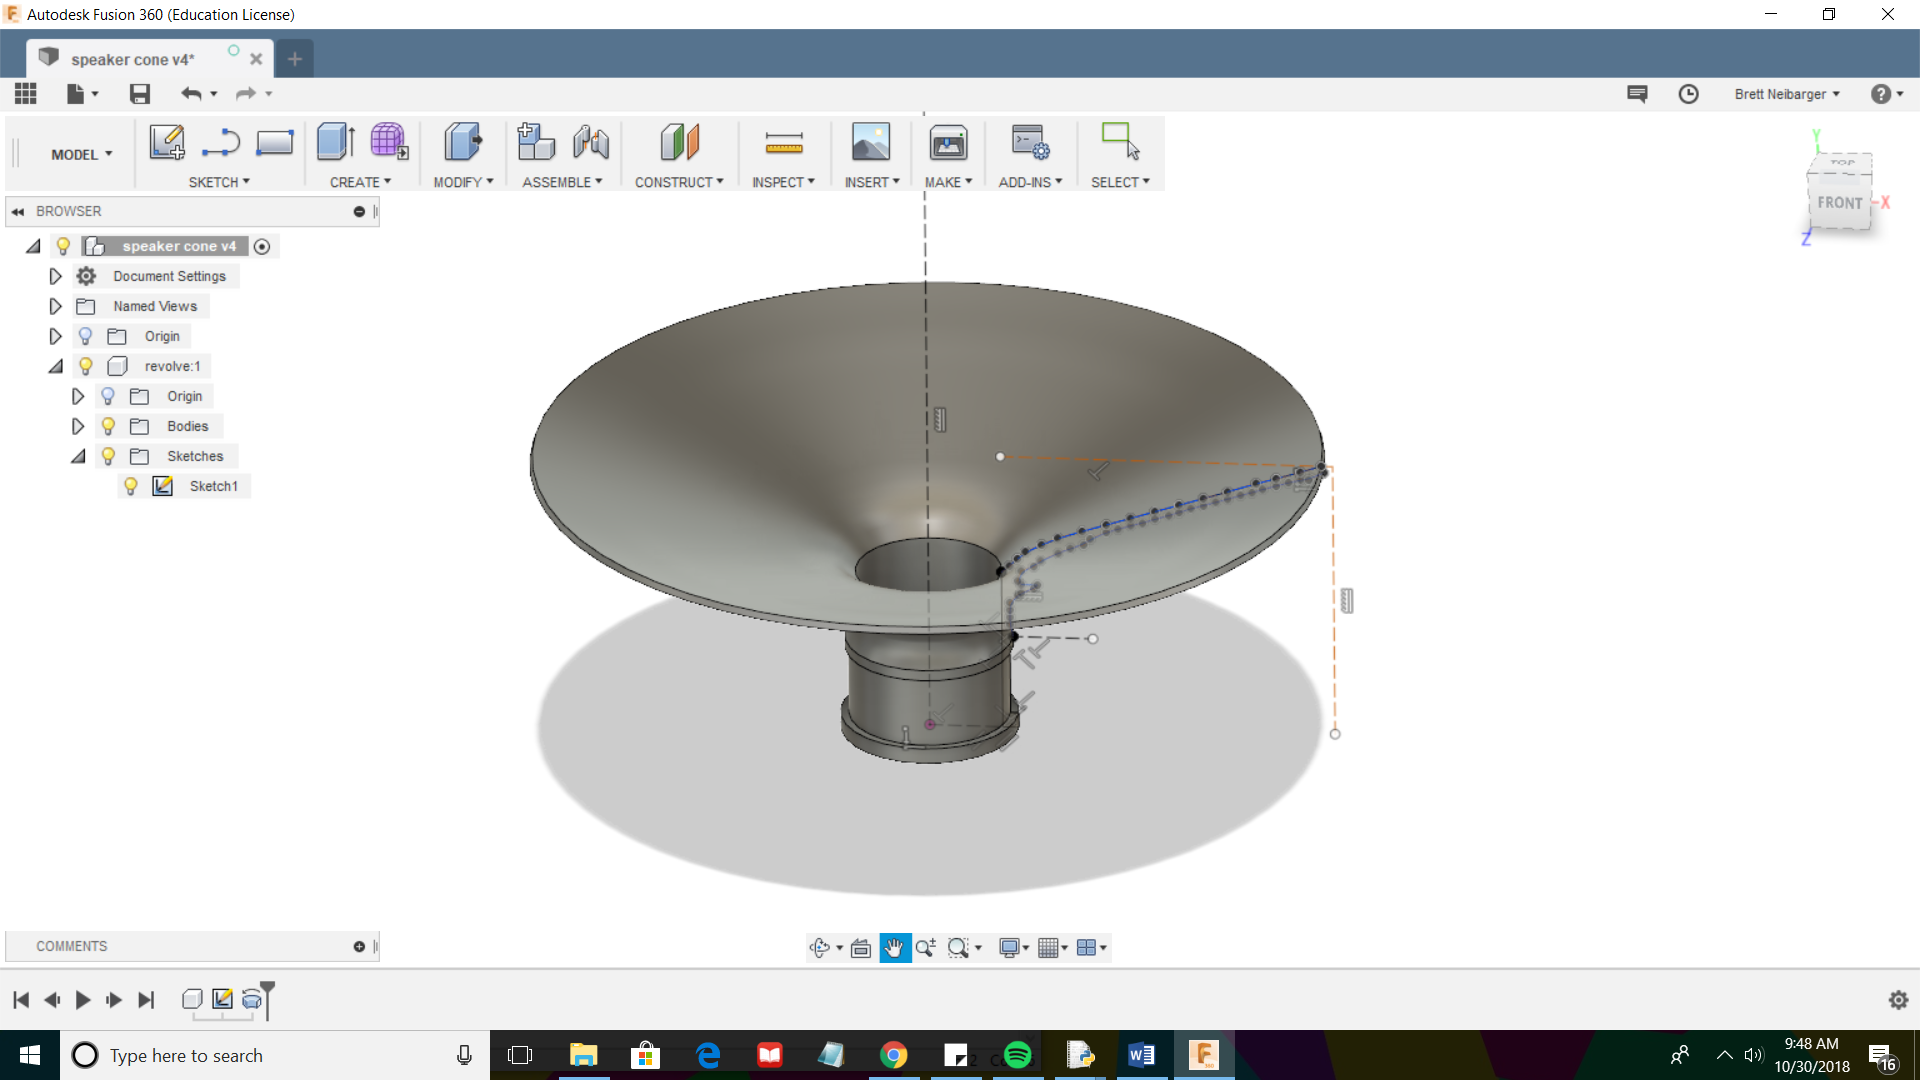 Autodesk Fusion 360 (Education License)
speaker cone v4*
Brett Neibarger
MODEL
SKETCH
CREATE
MODIFY
ASSEMBLE
CONSTRUCT
INSPECT
INSERT
MAKE
ADD-INS
SELECT
Y
TOP
FRONT
X
Z
BROWSER
speaker cone v4
Document Settings
Named Views
Origin
revolve:1
Origin
Bodies
Sketches
Sketch1
COMMENTS
Type here to search
9:48 AM
10/30/2018
16